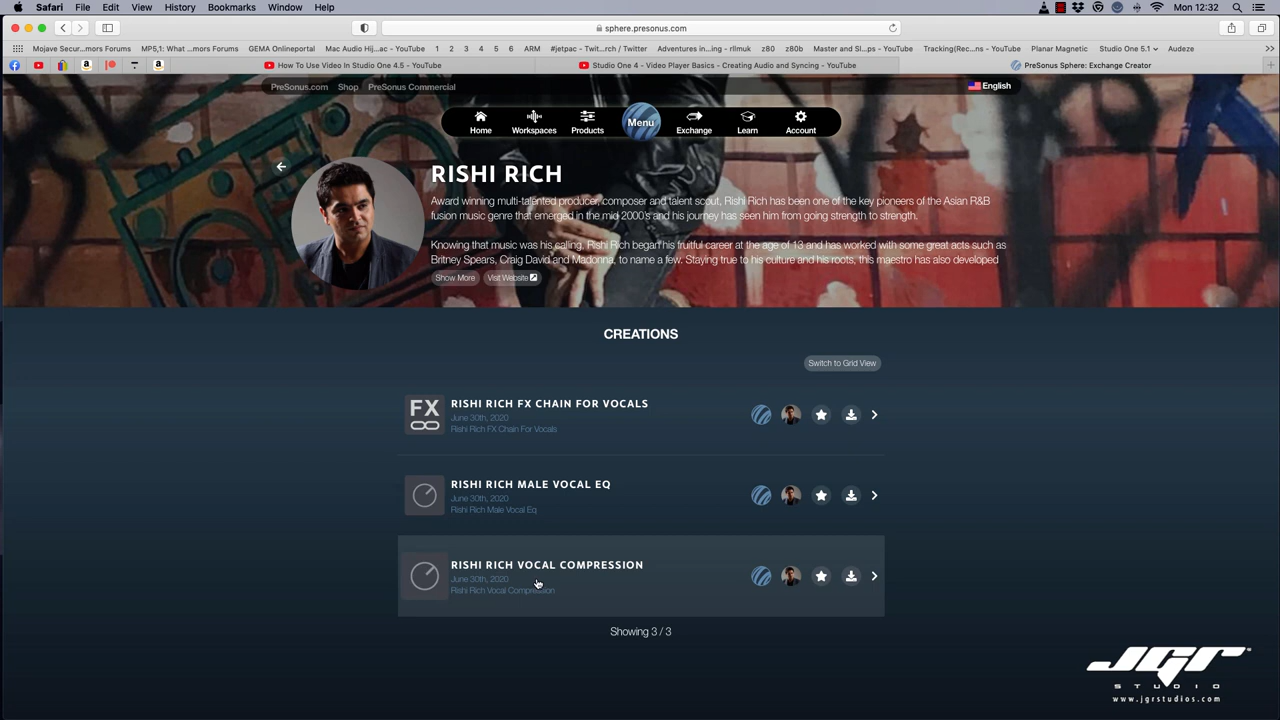 Safari File Edit View History Bookmarks Window Help
Mon 12:32
sphere.presonus.com
Mojave Secur...mors Forums MP5,1: What ...mors Forums GEMA Onlineportal Mac Audio Hij...ac - YouTube 1 2 3 4 5 6 ARM #jetpac - Twit...rch / Twitter Adventures in...ng - rllmuk z80 z80b Master and Sl...ps - YouTube Tracking(Rec...ns - YouTube Planar Magnetic Studio One 5.1 Audeze
How To Use Video In Studio One 4.5 - YouTube
Studio One 4 - Video Player Basics - Creating Audio and Syncing - YouTube
PreSonus Sphere: Exchange Creator
PreSonus.com Shop PreSonus Commercial
English
Home Workspaces Products Menu Exchange Learn Account
RISHI RICH
Award winning multi-talented producer, composer and talent scout, Rishi Rich has been one of the key pioneers of the Asian R&B
fusion music genre that emerged in the mid 2000's and his journey has seen him from going strength to strength.
Knowing that music was his calling, Rishi Rich began his fruitful career at the age of 13 and has worked with some great acts such as
Britney Spears, Craig David and Madonna, to name a few. Staying true to his culture and his roots, this maestro has also developed
Show More Visit Website
CREATIONS
Switch to Grid View
FX
RISHI RICH FX CHAIN FOR VOCALS
June 30th, 2020
Rishi Rich FX Chain For Vocals
RISHI RICH MALE VOCAL EQ
June 30th, 2020
Rishi Rich Male Vocal Eq
RISHI RICH VOCAL COMPRESSION
June 30th, 2020
Rishi Rich Vocal Compression
Showing 3 / 3
JGR
STUDIO
www.jgrstudios.com